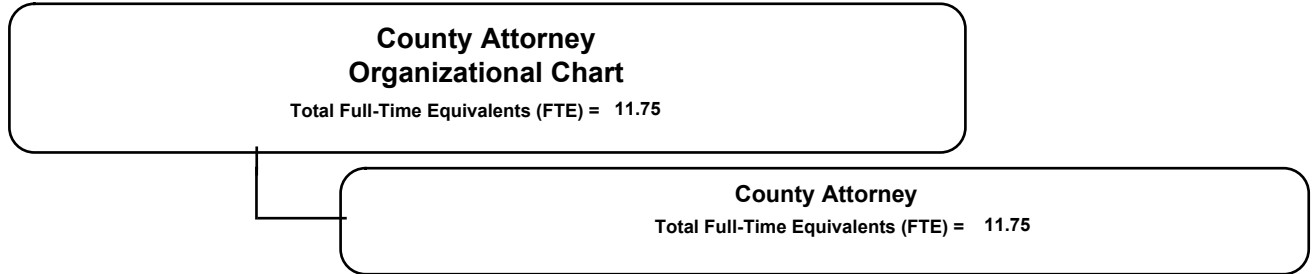 County Attorney
Organizational Chart
Total Full-Time Equivalents (FTE) = 11.75
County Attorney
Total Full-Time Equivalents (FTE) = 11.75